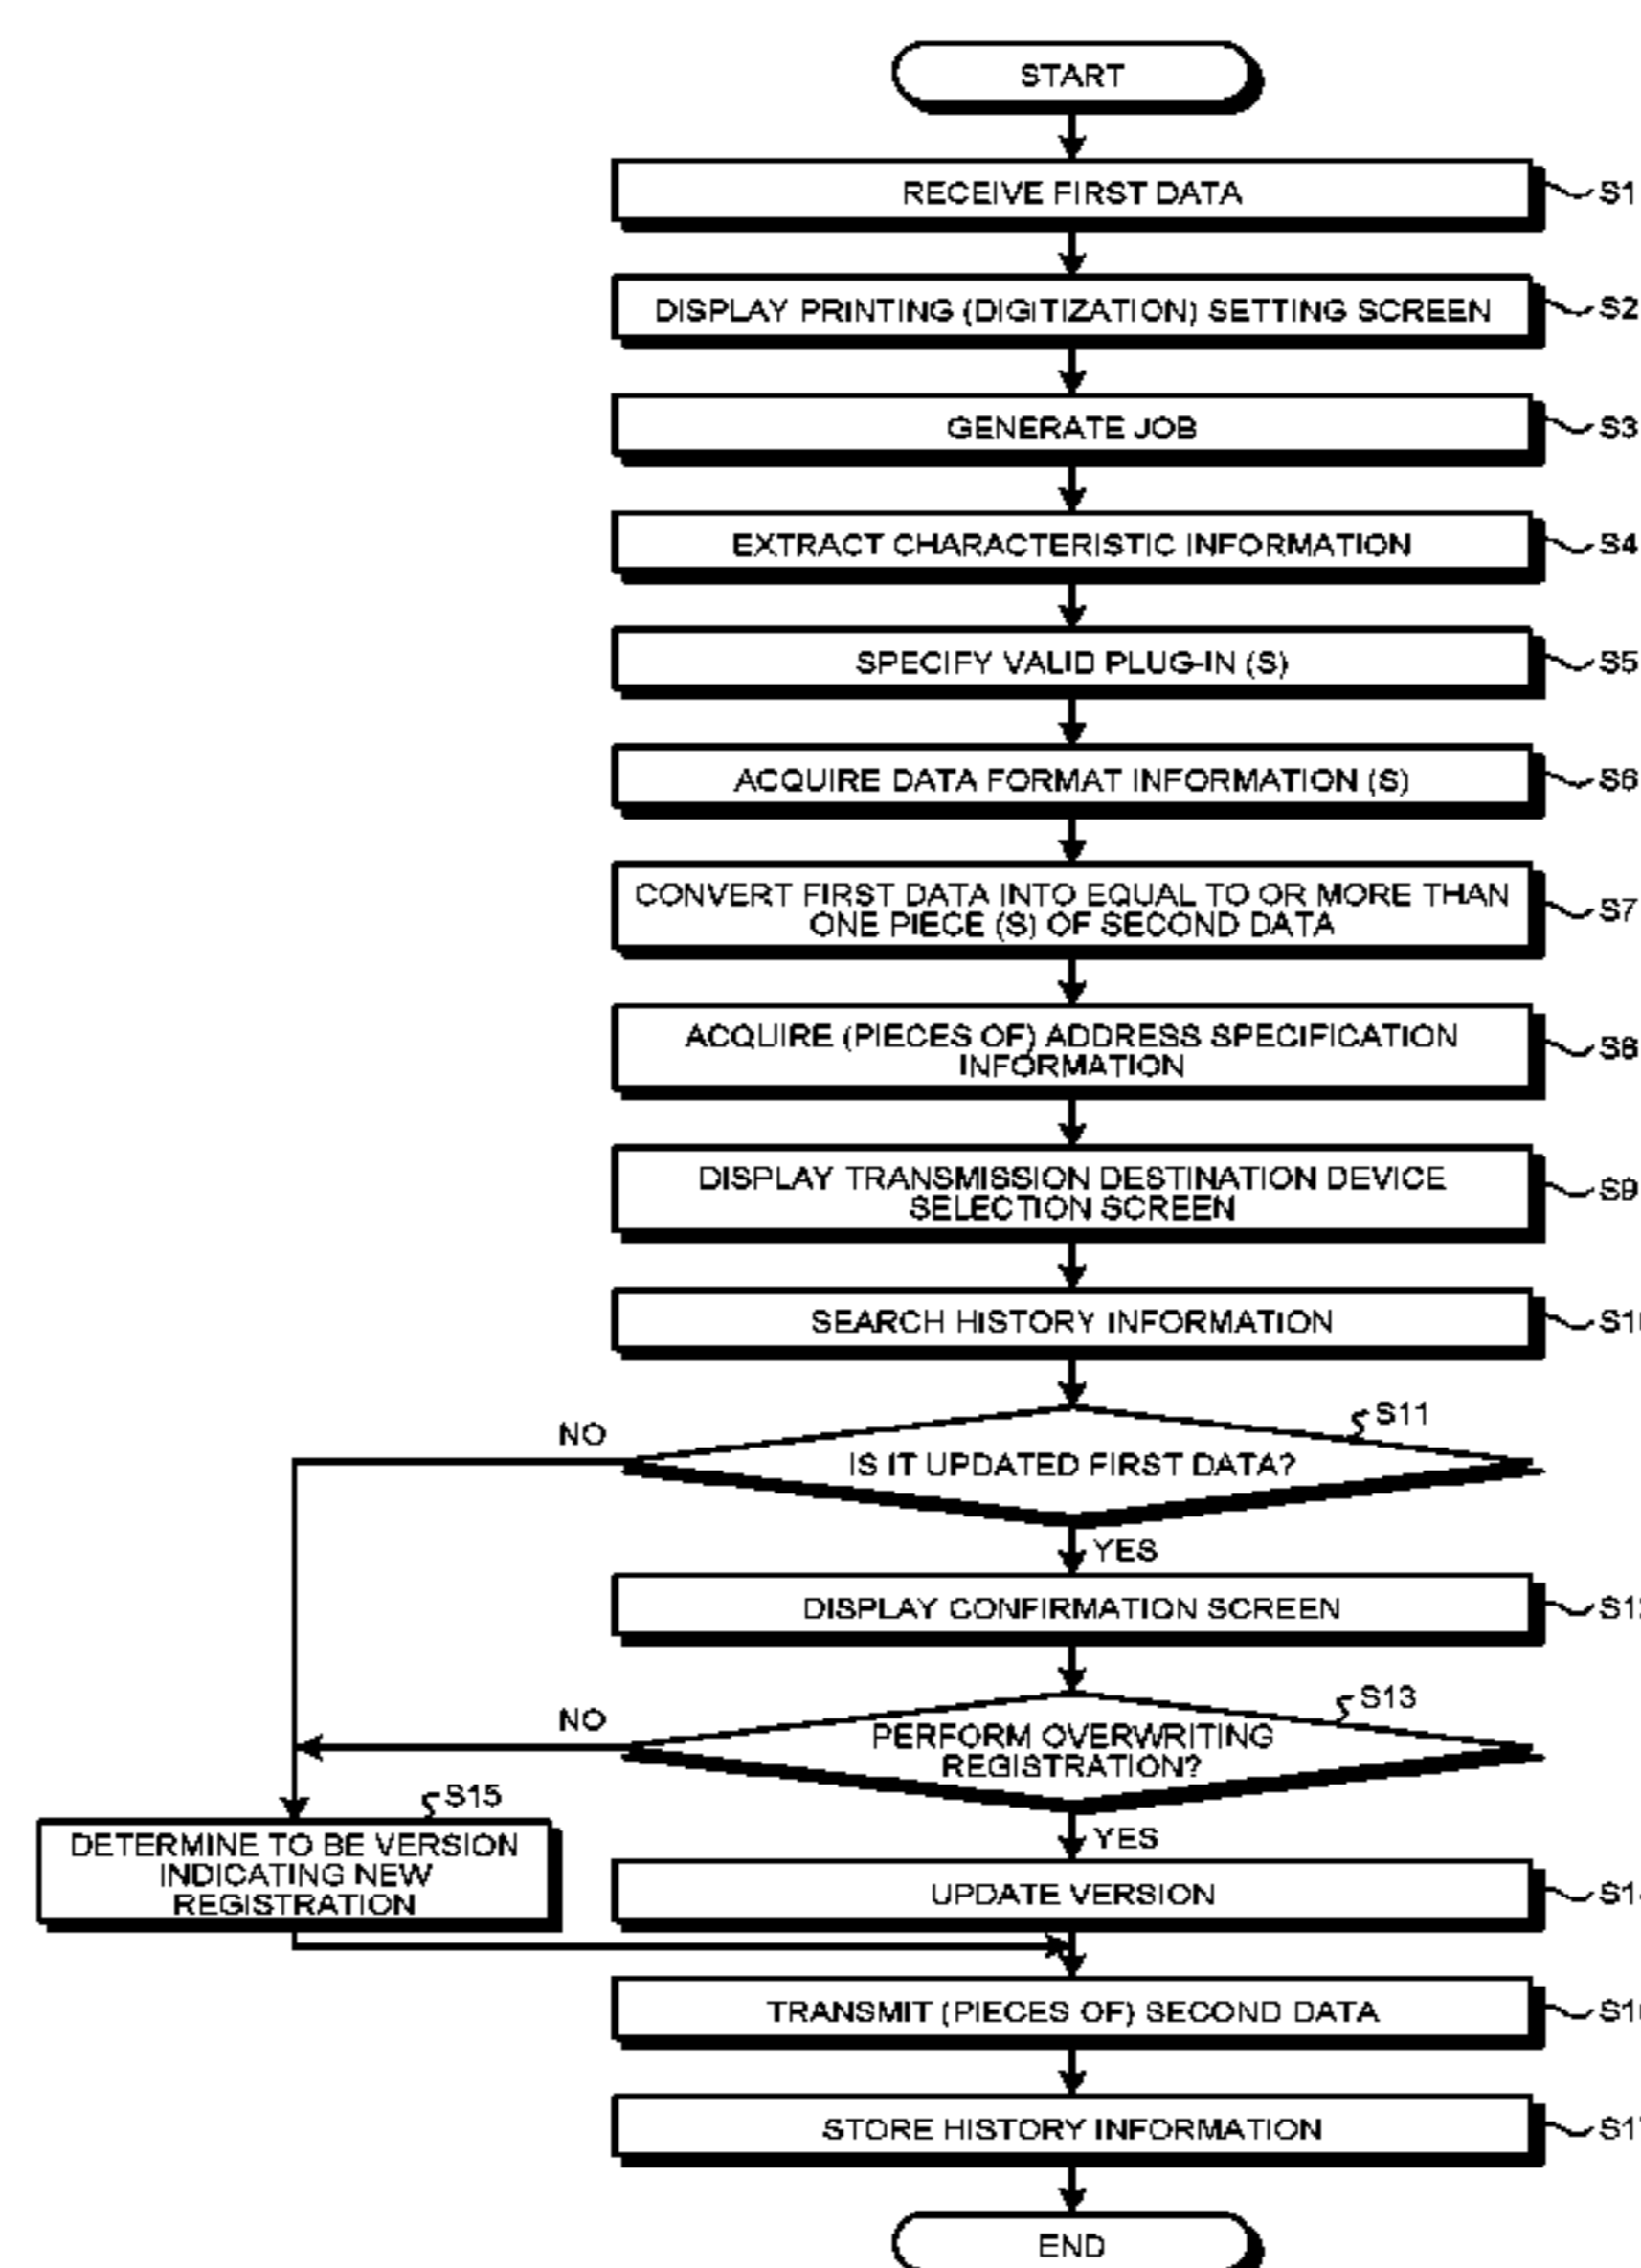 START
RECEIVE FIRST DATA
S1
DISPLAY PRINTING (DIGITIZATION) SETTING SCREEN
S2
GENERATE JOB
S3
EXTRACT CHARACTERISTIC INFORMATION
S4
SPECIFY VALID PLUG-IN (S)
S5
ACQUIRE DATA FORMAT INFORMATION (S)
S6
CONVERT FIRST DATA INTO EQUAL TO OR MORE THAN
ONE PIECE (S) OF SECOND DATA
S7
ACQUIRE (PIECES OF) ADDRESS SPECIFICATION
INFORMATION
S8
DISPLAY TRANSMISSION DESTINATION DEVICE
SELECTION SCREEN
S9
SEARCH HISTORY INFORMATION
S11
NO
IS IT UPDATED FIRST DATA?
YES
DISPLAY CONFIRMATION SCREEN
S13
NO
PERFORM OVERWRITING
REGISTRATION?
YES
S15
DETERMINE TO BE VERSION
INDICATING NEW
REGISTRATION
UPDATE VERSION
TRANSMIT (PIECES OF) SECOND DATA
STORE HISTORY INFORMATION
END